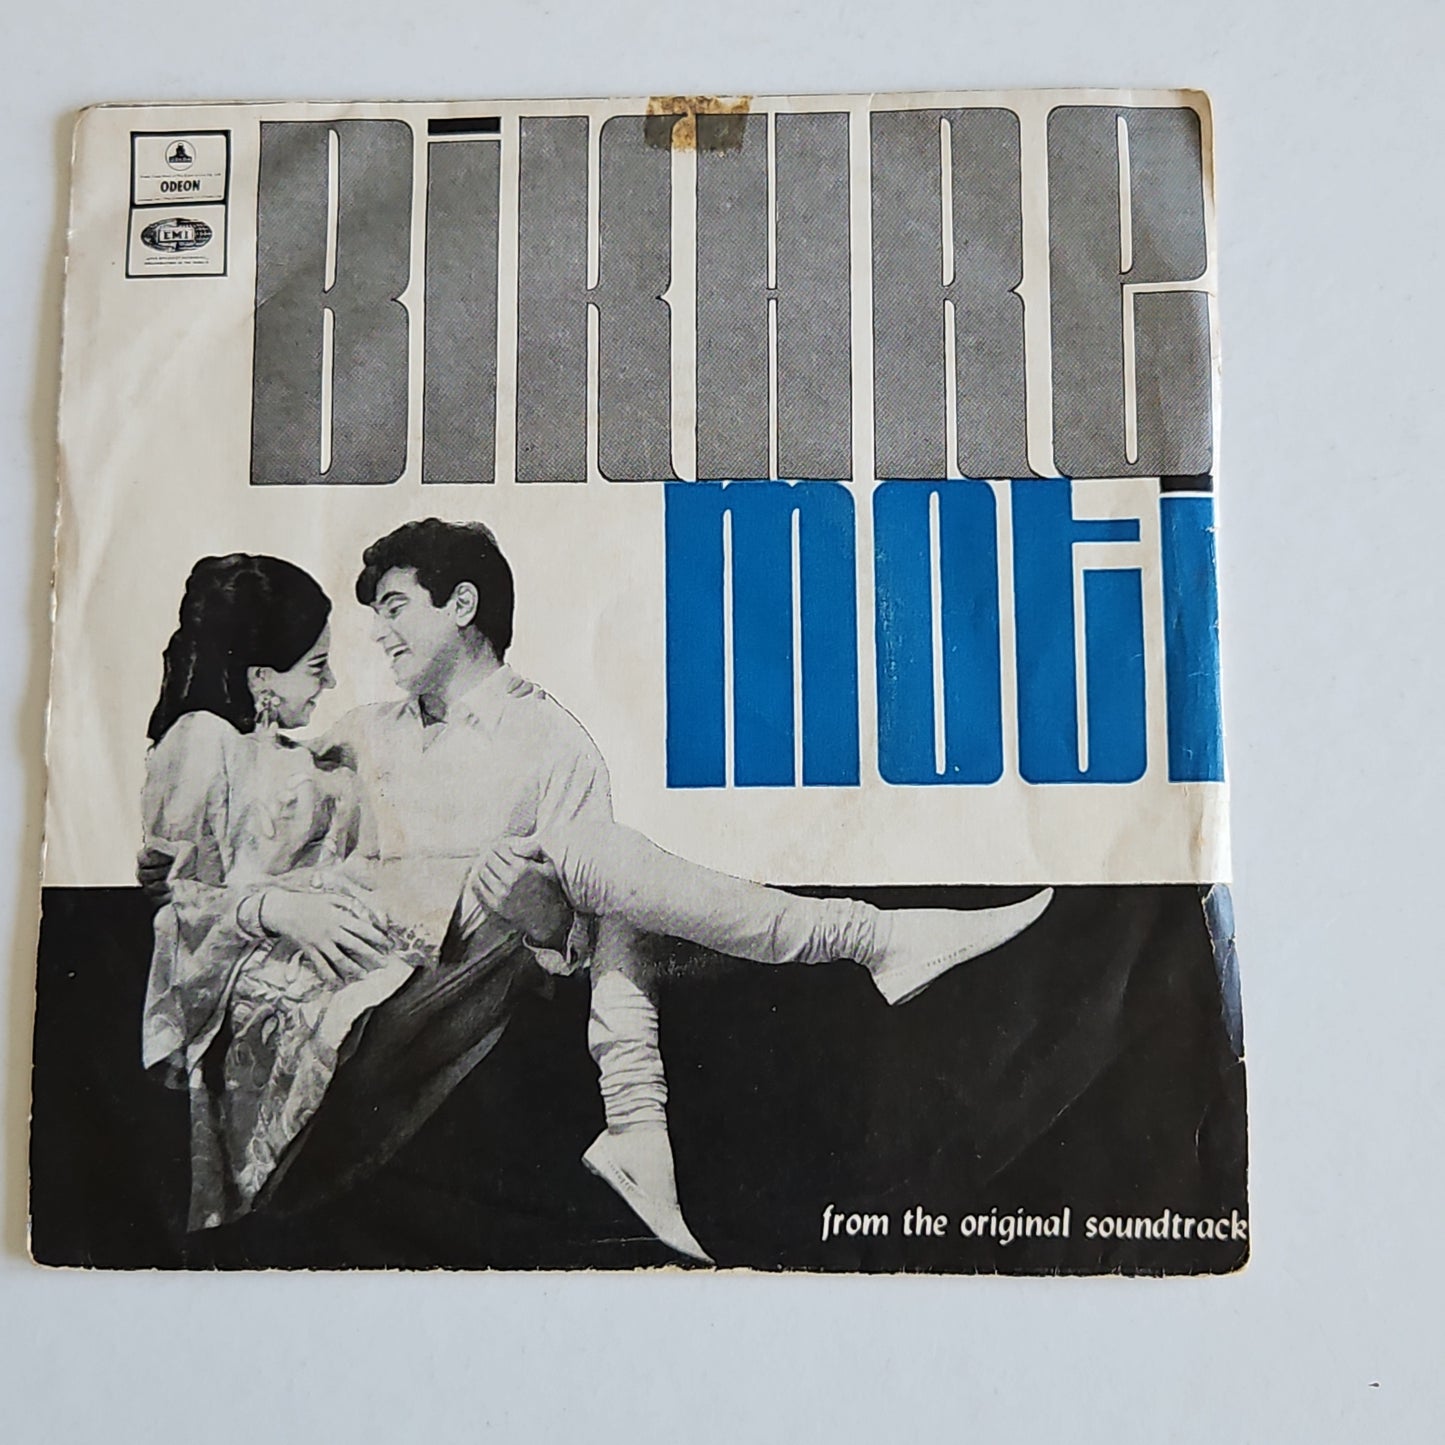 ODEON
EMI
BIKHRE
moti
from the original soundtrack